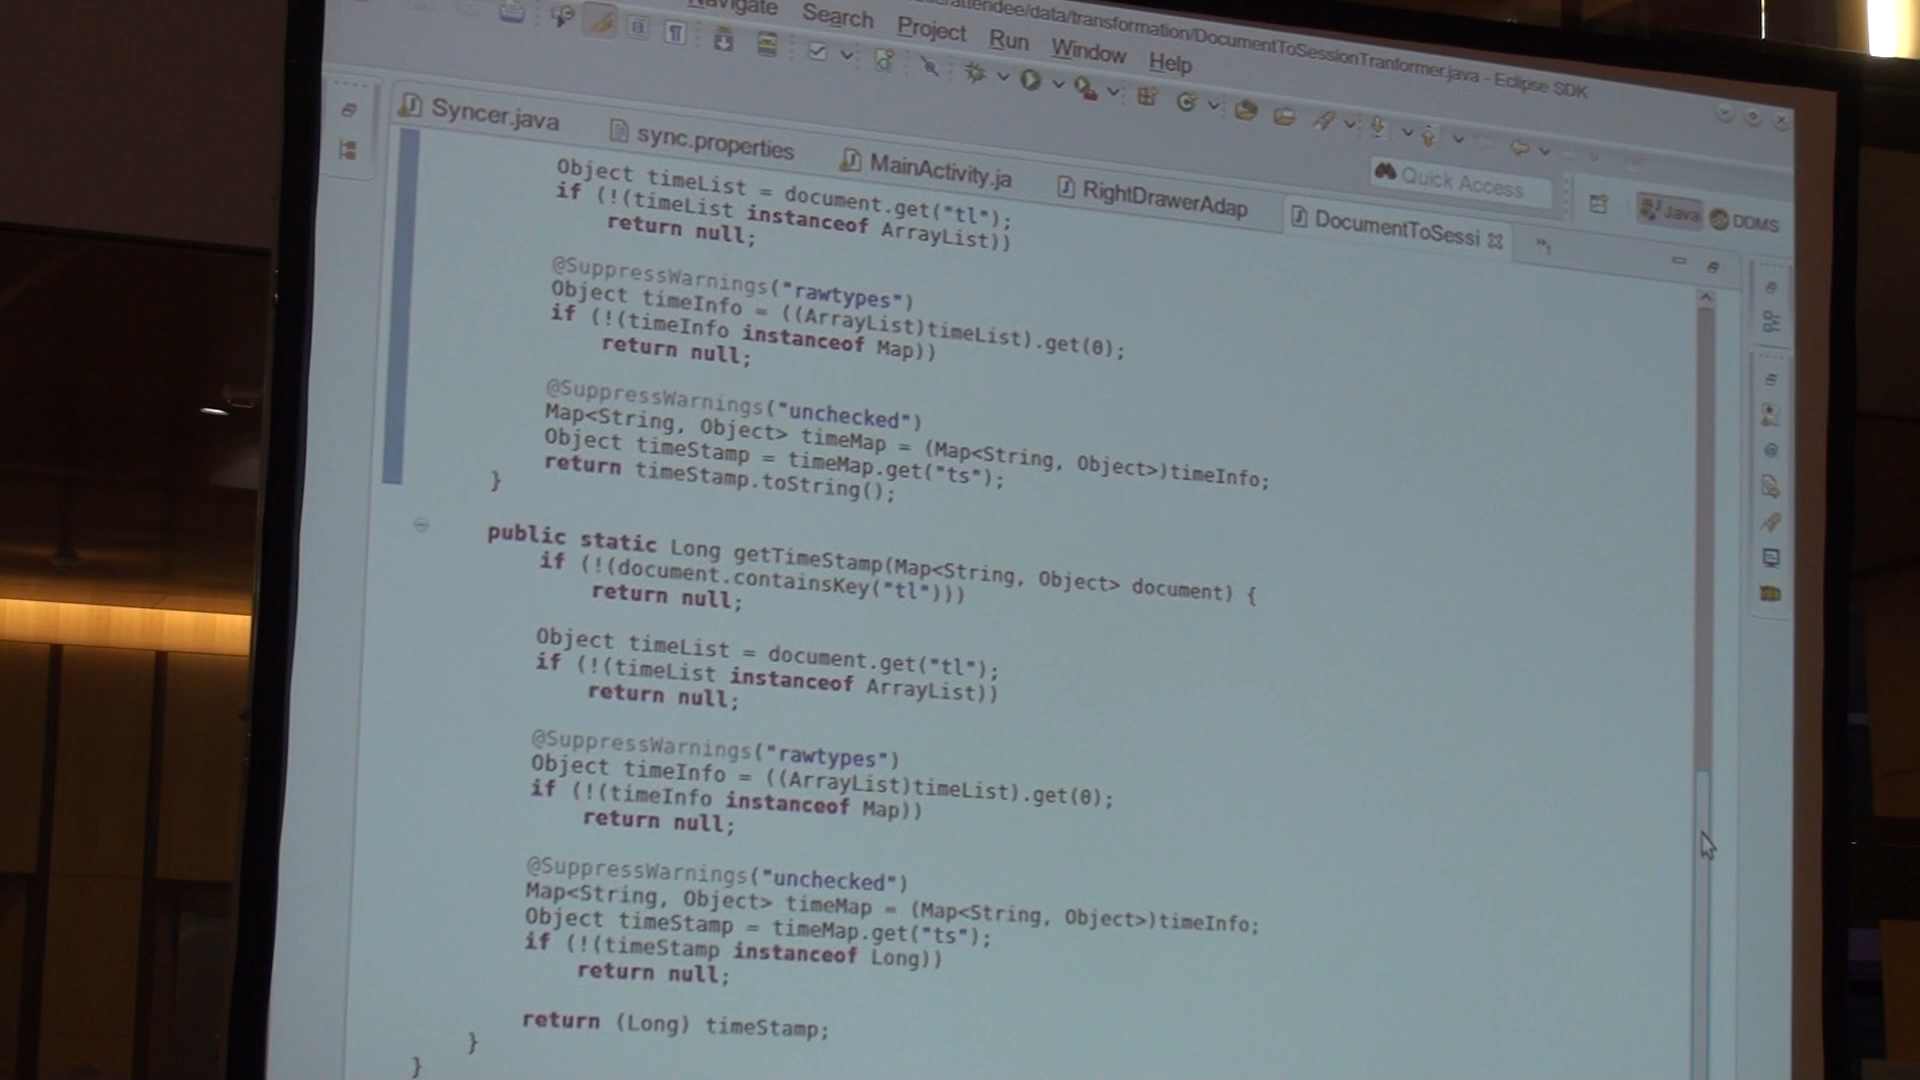 attendee/data/transformation/DocumentToSessionTranformer.java - Eclipse SDK
Navigate Search Project Run Window Help
Quick Access
Java DDMS
Syncer.java sync.properties MainActivity.ja RightDrawerAdap DocumentToSessi
Object timeList = document.get("tl");
if (!(timeList instanceof ArrayList))
return null;
@SuppressWarnings("rawtypes")
Object timeInfo = ((ArrayList)timeList).get(0);
if (!(timeInfo instanceof Map))
return null;
@SuppressWarnings("unchecked")
Map<String, Object> timeMap = (Map<String, Object>)timeInfo;
Object timeStamp = timeMap.get("ts");
return timeStamp.toString();
}
public static Long getTimeStamp(Map<String, Object> document) {
if (!(document.containsKey("tl")))
return null;
Object timeList = document.get("tl");
if (!(timeList instanceof ArrayList))
return null;
@SuppressWarnings("rawtypes")
Object timeInfo = ((ArrayList)timeList).get(0);
if (!(timeInfo instanceof Map))
return null;
@SuppressWarnings("unchecked")
Map<String, Object> timeMap = (Map<String, Object>)timeInfo;
Object timeStamp = timeMap.get("ts");
if (!(timeStamp instanceof Long))
return null;
return (Long) timeStamp;
}
}